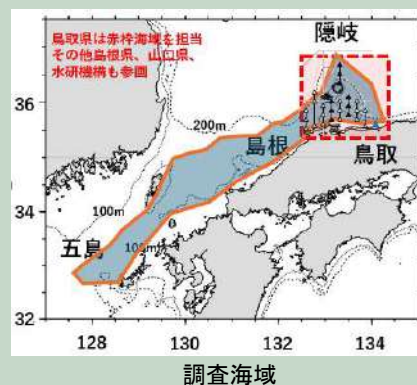 鳥取県は赤枠海域を担当
その他島根県、山口県、
水研機構も参画
隠岐
36
200m
島根
鳥取
100m
34
五島
100m
32
128
130
132
134
調査海域